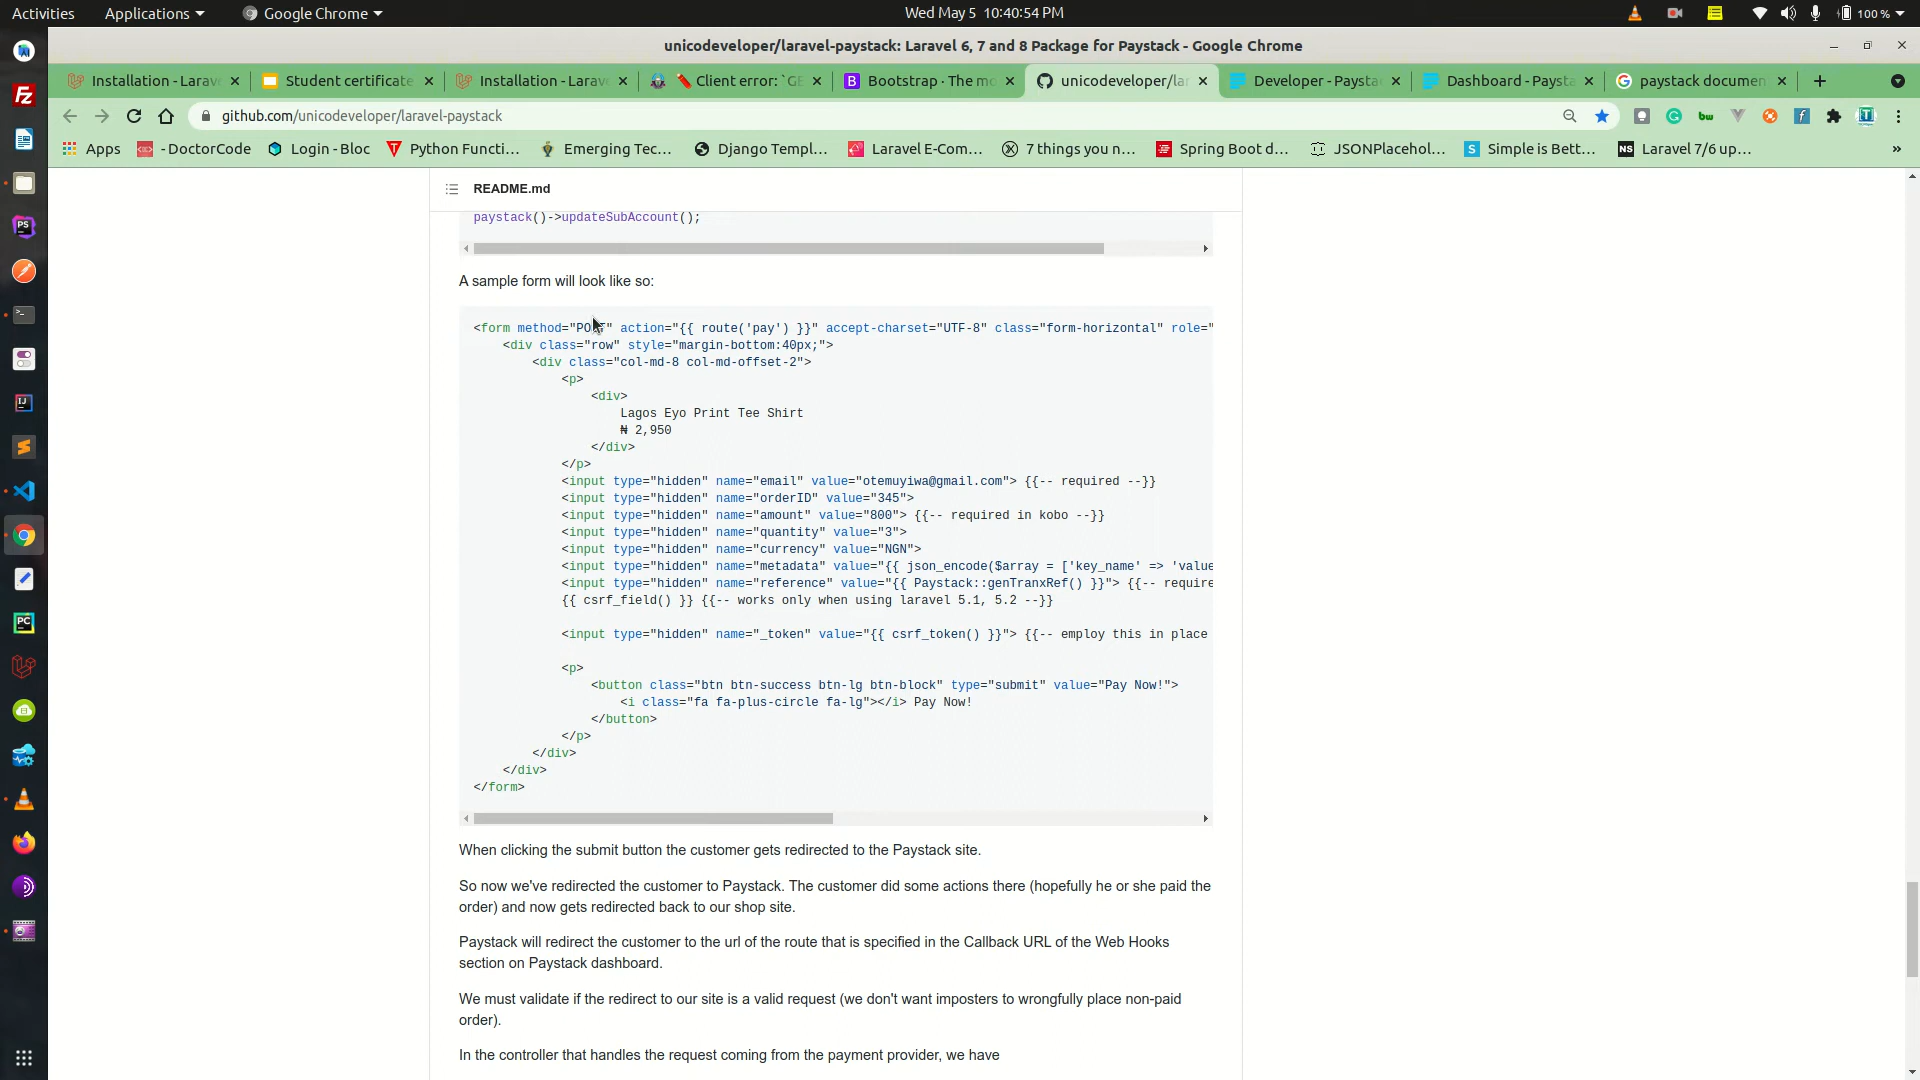 Activities Applications Google Chrome Wed May 5 10:40:54 PM 100 %
unicodeveloper/laravel-paystack: Laravel 6, 7 and 8 Package for Paystack - Google Chrome
Installation - Larav Student certificate Installation - Larav Client error: `GE Bootstrap · The mo unicodeveloper/lar Developer - Paysta Dashboard - Paysta paystack documen
github.com/unicodeveloper/laravel-paystack
Apps - DoctorCode Login - Bloc Python Functi... Emerging Tec... Django Templ... Laravel E-Com... 7 things you n... Spring Boot d... JSONPlacehol... Simple is Bett... Laravel 7/6 up... »
README.md
paystack()->updateSubAccount();
A sample form will look like so:
<form method="POST" action="{{ route('pay') }}" accept-charset="UTF-8" class="form-horizontal" role="
<div class="row" style="margin-bottom:40px;">
<div class="col-md-8 col-md-offset-2">
<p>
<div>
Lagos Eyo Print Tee Shirt
₦ 2,950
</div>
</p>
<input type="hidden" name="email" value="otemuyiwa@gmail.com"> {{-- required --}}
<input type="hidden" name="orderID" value="345">
<input type="hidden" name="amount" value="800"> {{-- required in kobo --}}
<input type="hidden" name="quantity" value="3">
<input type="hidden" name="currency" value="NGN">
<input type="hidden" name="metadata" value="{{ json_encode($array = ['key_name' => 'value
<input type="hidden" name="reference" value="{{ Paystack::genTranxRef() }}"> {{-- require
{{ csrf_field() }} {{-- works only when using laravel 5.1, 5.2 --}}
<input type="hidden" name="_token" value="{{ csrf_token() }}"> {{-- employ this in place
<p>
<button class="btn btn-success btn-lg btn-block" type="submit" value="Pay Now!">
<i class="fa fa-plus-circle fa-lg"></i> Pay Now!
</button>
</p>
</div>
</div>
</form>
When clicking the submit button the customer gets redirected to the Paystack site.
So now we've redirected the customer to Paystack. The customer did some actions there (hopefully he or she paid the
order) and now gets redirected back to our shop site.
Paystack will redirect the customer to the url of the route that is specified in the Callback URL of the Web Hooks
section on Paystack dashboard.
We must validate if the redirect to our site is a valid request (we don't want imposters to wrongfully place non-paid
order).
In the controller that handles the request coming from the payment provider, we have